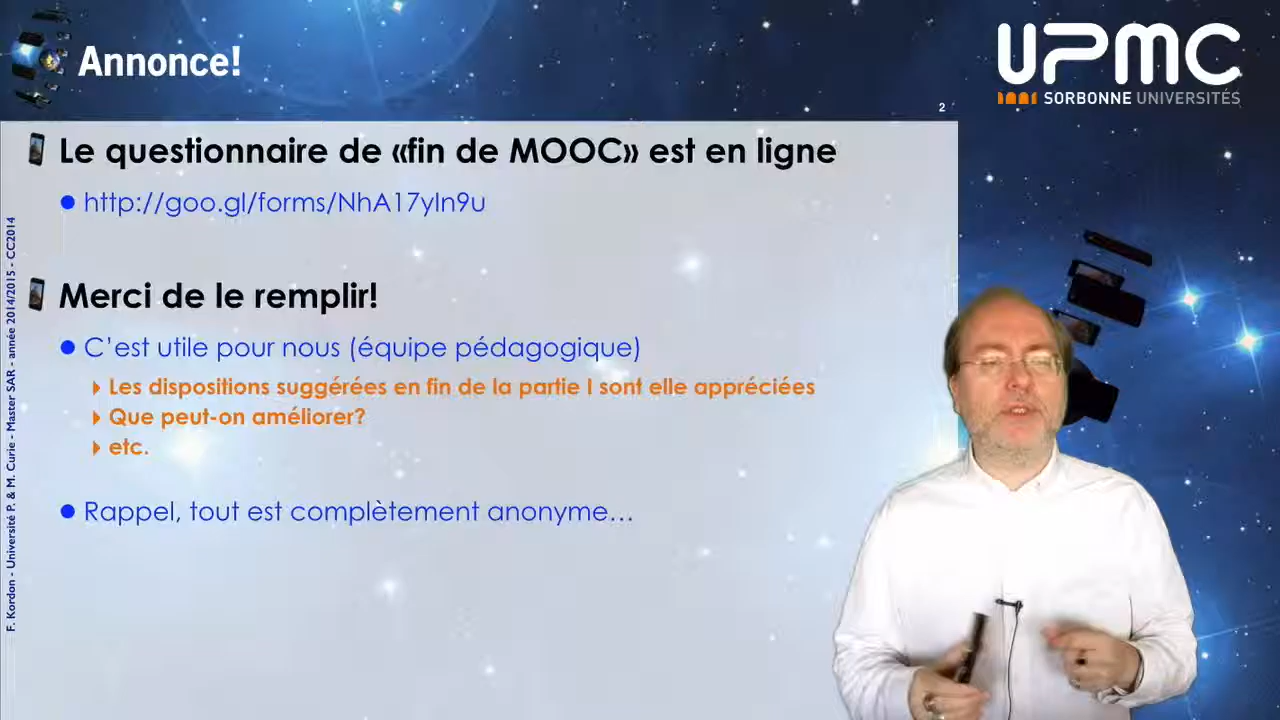 Annonce!
UPMC
SORBONNE UNIVERSITÉS
2
Le questionnaire de «fin de MOOC» est en ligne
http://goo.gl/forms/NhA17yIn9u
Merci de le remplir!
C’est utile pour nous (équipe pédagogique)
Les dispositions suggérées en fin de la partie I sont elle appréciées
Que peut-on améliorer?
etc.
Rappel, tout est complètement anonyme…
F. Kordon - Université P. & M. Curie - Master SAR - année 2014/2015 - CC2014